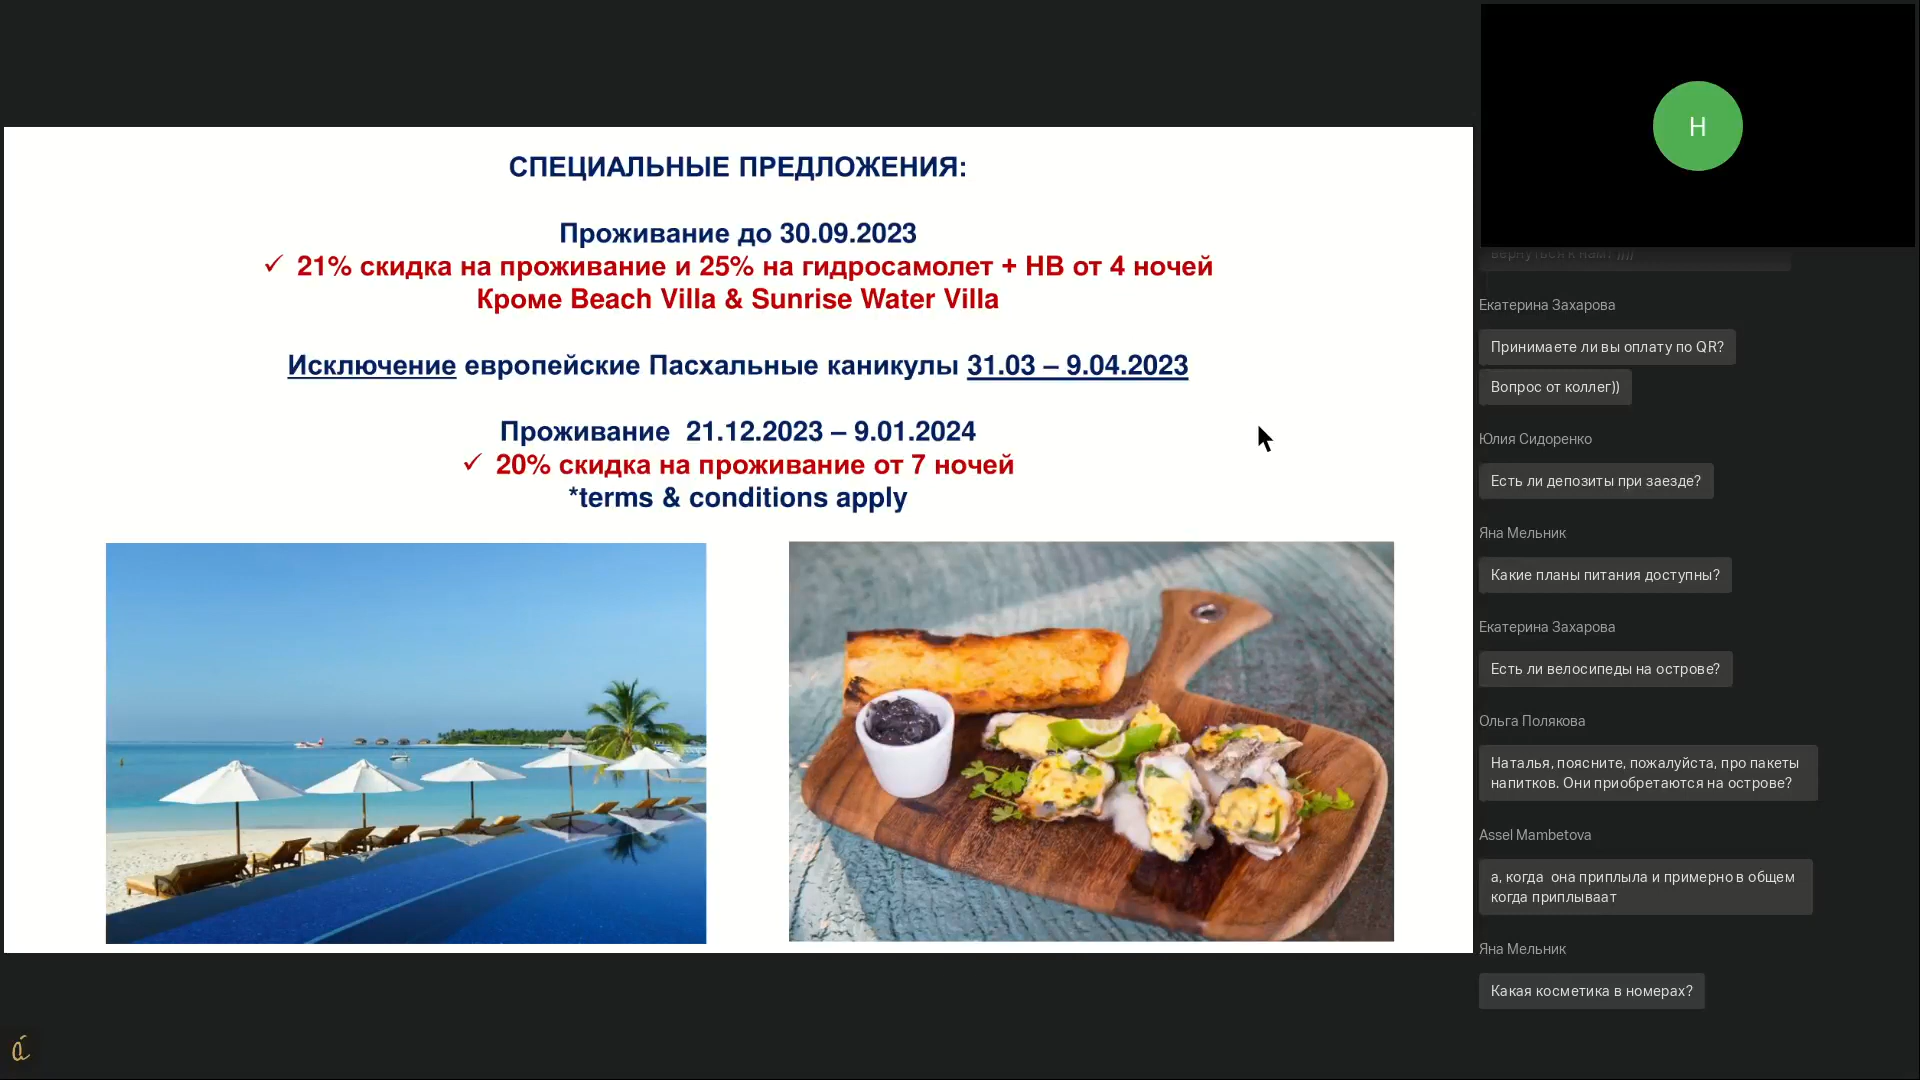 СПЕЦИАЛЬНЫЕ ПРЕДЛОЖЕНИЯ:
Проживание до 30.09.2023
✓ 21% скидка на проживание и 25% на гидросамолет + HB от 4 ночей
Кроме Beach Villa & Sunrise Water Villa
Исключение европейские Пасхальные каникулы 31.03 – 9.04.2023
Проживание 21.12.2023 – 9.01.2024
✓ 20% скидка на проживание от 7 ночей
*terms & conditions apply
á
Н
вернуться к нам? ))))
Екатерина Захарова
Принимаете ли вы оплату по QR?
Вопрос от коллег))
Юлия Сидоренко
Есть ли депозиты при заезде?
Яна Мельник
Какие планы питания доступны?
Екатерина Захарова
Есть ли велосипеды на острове?
Ольга Полякова
Наталья, поясните, пожалуйста, про пакеты
напитков. Они приобретаются на острове?
Assel Mambetova
а, когда она приплыла и примерно в общем
когда приплываат
Яна Мельник
Какая косметика в номерах?